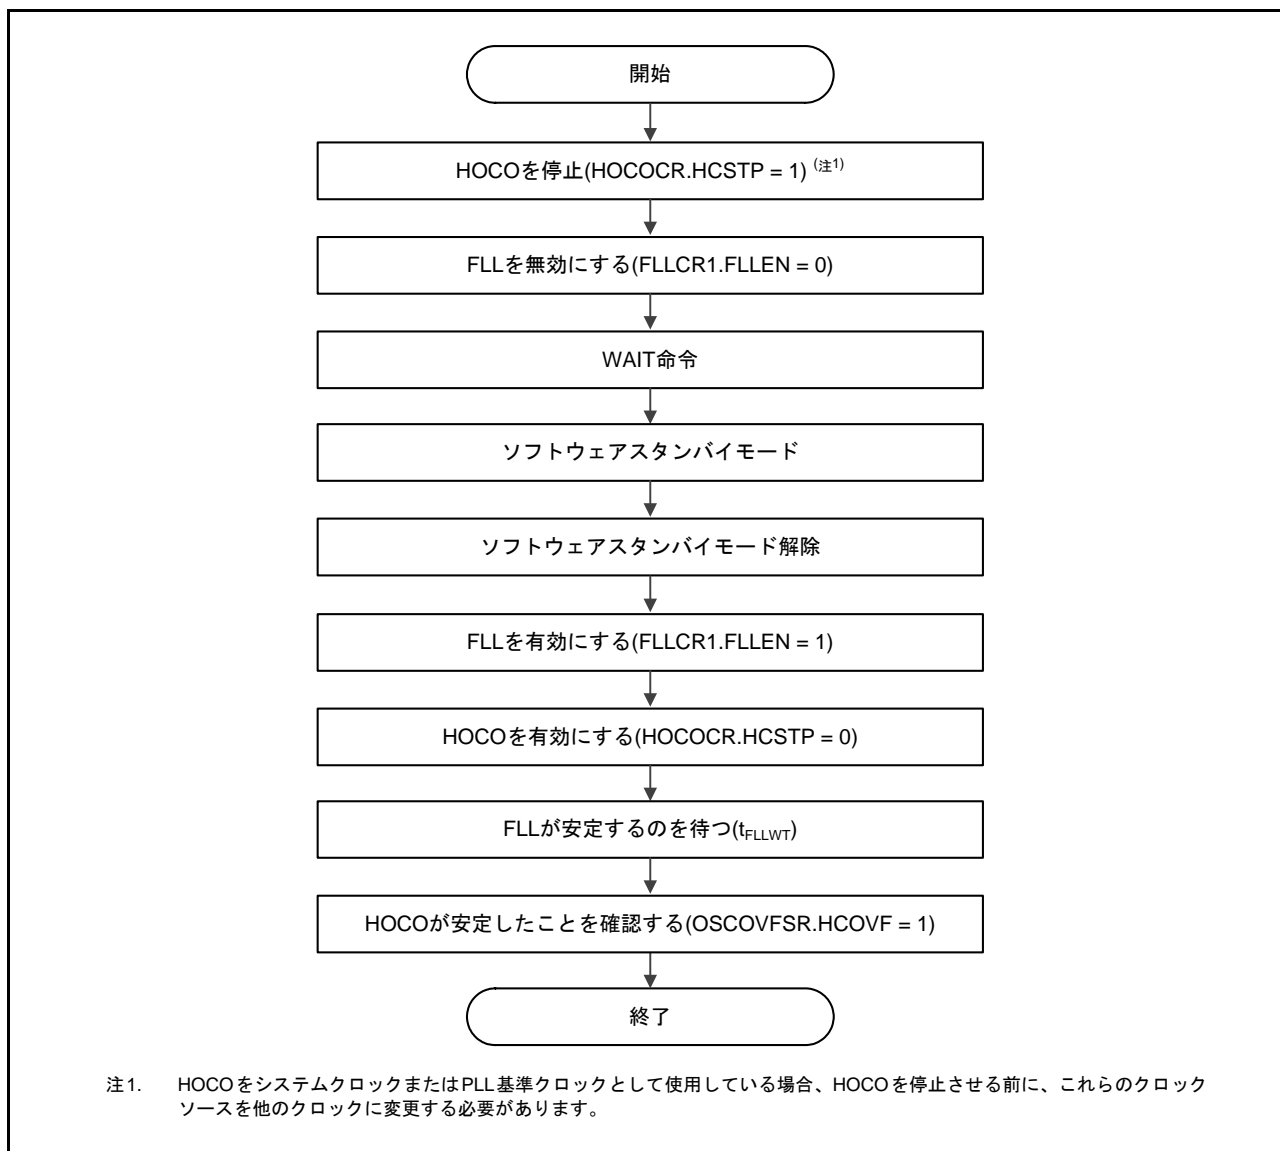 開始
HOCOを停止(HOCOCR.HCSTP = 1) (注1)
FLLを無効にする(FLLCR1.FLLEN = 0)
WAIT命令
ソフトウェアスタンバイモード
ソフトウェアスタンバイモード解除
FLLを有効にする(FLLCR1.FLLEN = 1)
HOCOを有効にする(HOCOCR.HCSTP = 0)
FLLが安定するのを待つ(tFLLWT)
HOCOが安定したことを確認する(OSCOVFSR.HCOVF = 1)
終了
注1. HOCOをシステムクロックまたはPLL基準クロックとして使用している場合、HOCOを停止させる前に、これらのクロック
ソースを他のクロックに変更する必要があります。